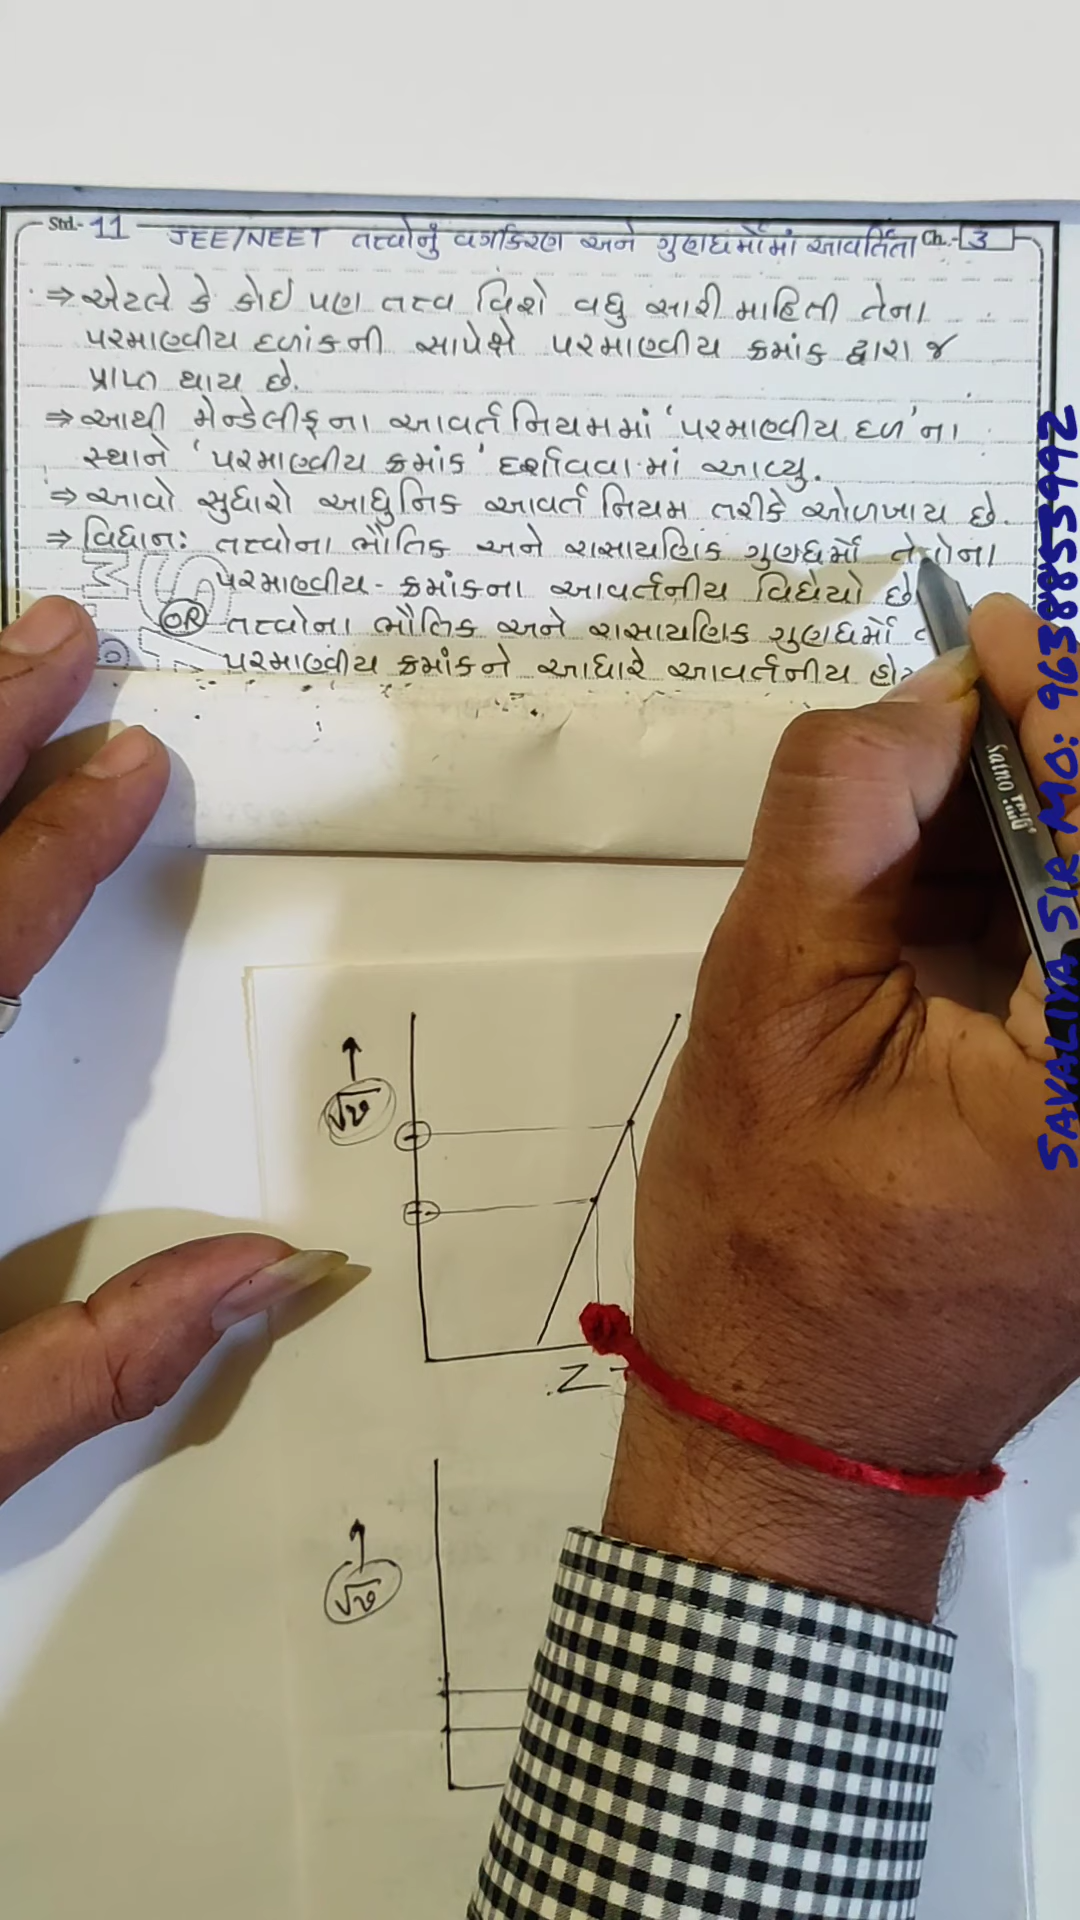 Std.- 11 JEE/NEET તત્ત્વોનું વર્ગીકરણ અને ગુણધર્મોમાં આવર્તિતા Ch.- 3
⇒ એટલે કે કોઈ પણ તત્ત્વ વિશે વધુ સારી માહિતી તેના
પરમાણ્વીય દળાંકની સાપેક્ષે પરમાણ્વીય ક્રમાંક દ્વારા જ
પ્રાપ્ત થાય છે.
⇒ આથી મેન્ડેલીફના આવર્ત નિયમમાં 'પરમાણ્વીય દળ' ના
સ્થાને 'પરમાણ્વીય ક્રમાંક' દર્શાવવામાં આવ્યુ.
⇒ આવો સુધારો આધુનિક આવર્ત નિયમ તરીકે ઓળખાય છે.
⇒ વિધાન: તત્ત્વોના ભૌતિક અને રાસાયણિક ગુણધર્મો તેઓના
પરમાણ્વીય - ક્રમાંકના આવર્તનીય વિધેયો છે
OR તત્ત્વોના ભૌતિક અને રાસાયણિક ગુણધર્મો
પરમાણ્વીય ક્રમાંકને આધારે આવર્તનીય
√ν
Z
√ν
Saino
SAVALIYA SIR MO: 9638853992